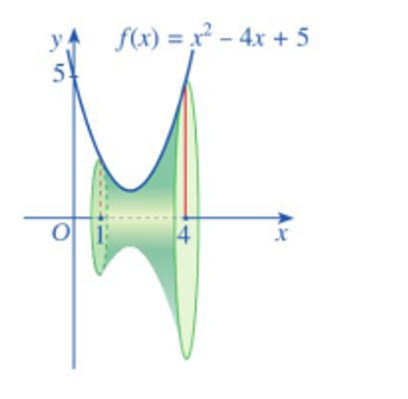 y
f(x) = x² – 4x + 5
5
O
1
4
x